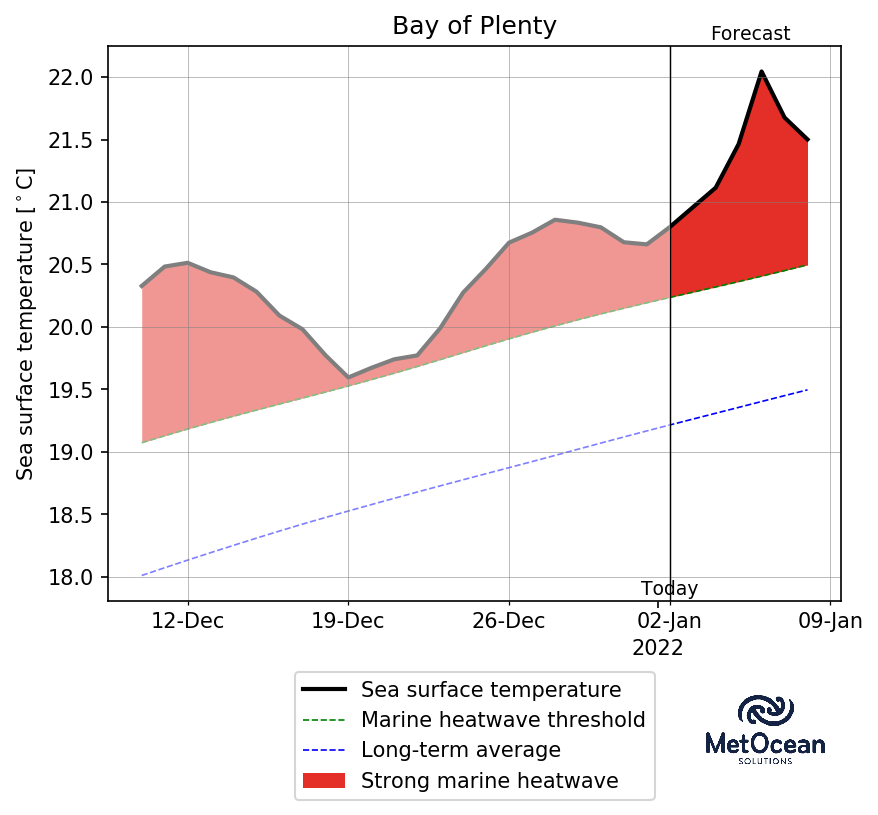 Bay of Plenty
Forecast
Sea surface temperature [°C]
22.0
21.5
21.0
20.5
20.0
19.5
19.0
18.5
18.0
Today
12-Dec
19-Dec
26-Dec
02-Jan
09-Jan
2022
Sea surface temperature
Marine heatwave threshold
Long-term average
Strong marine heatwave
MetOcean
SOLUTIONS